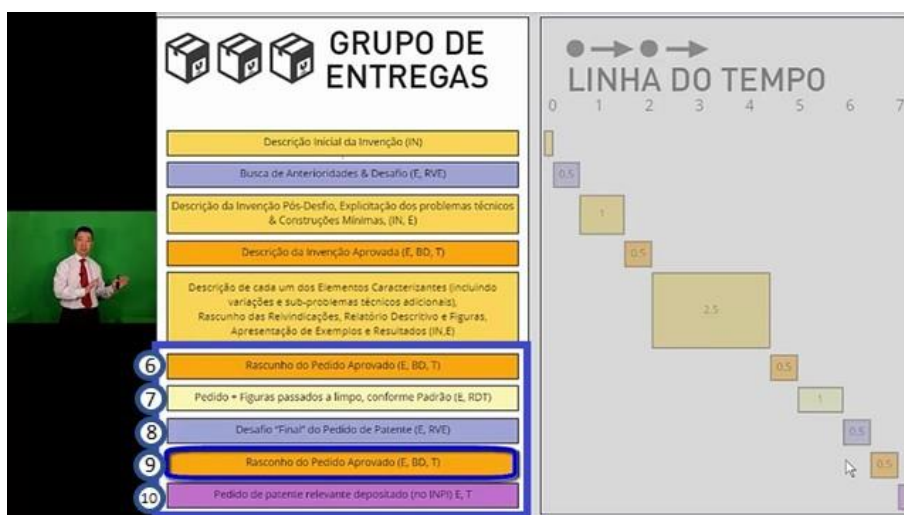 GRUPO DE
ENTREGAS
Descrição Inicial da Invenção (IN)
Busca de Anterioridades & Desafio (E, RVE)
Descrição da Invenção Pós-Desfio, Explicitação dos problemas técnicos
& Construções Mínimas, (IN, E)
Descrição da Invenção Aprovada (E, BD, T)
Descrição de cada um dos Elementos Caracterizantes (incluindo
variações e sub-problemas técnicos adicionais),
Rascunho das Reivindicações, Relatório Descritivo e Figuras,
Apresentação de Exemplos e Resultados (IN,E)
6 Rascunho do Pedido Aprovado (E, BD, T)
7 Pedido + Figuras passados a limpo, conforme Padrão (E, RDT)
8 Desafio "Final" do Pedido de Patente (E, RVE)
9 Rasconho do Pedido Aprovado (E, BD, T)
10 Pedido de patente relevante depositado (no INPI) E, T
LINHA DO TEMPO
0 1 2 3 4 5 6 7
0.5
1
0.5
2.5
0.5
1
0.5
0.5